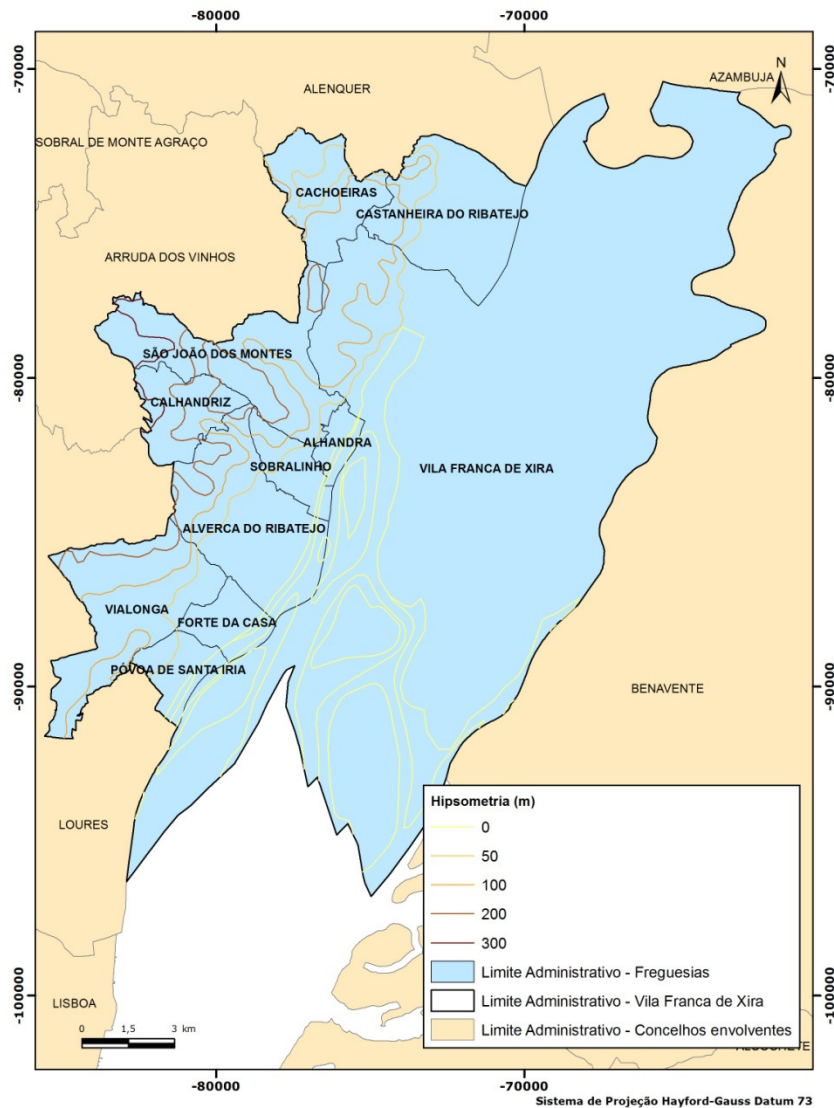 -80000
-70000
-70000
-70000
N
AZAMBUJA
ALENQUER
SOBRAL DE MONTE AGRAÇO
CACHOEIRAS
CASTANHEIRA DO RIBATEJO
ARRUDA DOS VINHOS
SÃO JOÃO DOS MONTES
-80000
-80000
CALHANDRIZ
ALHANDRA
SOBRALINHO
VILA FRANCA DE XIRA
ALVERCA DO RIBATEJO
VIALONGA
FORTE DA CASA
PÓVOA DE SANTA IRIA
-90000
-90000
BENAVENTE
LOURES
Hipsometria (m)
0
50
100
200
300
Limite Administrativo - Freguesias
Limite Administrativo - Vila Franca de Xira
Limite Administrativo - Concelhos envolventes
-100000
-100000
LISBOA
0 1,5 3 km
-80000
-70000
Sistema de Projeção Hayford-Gauss Datum 73